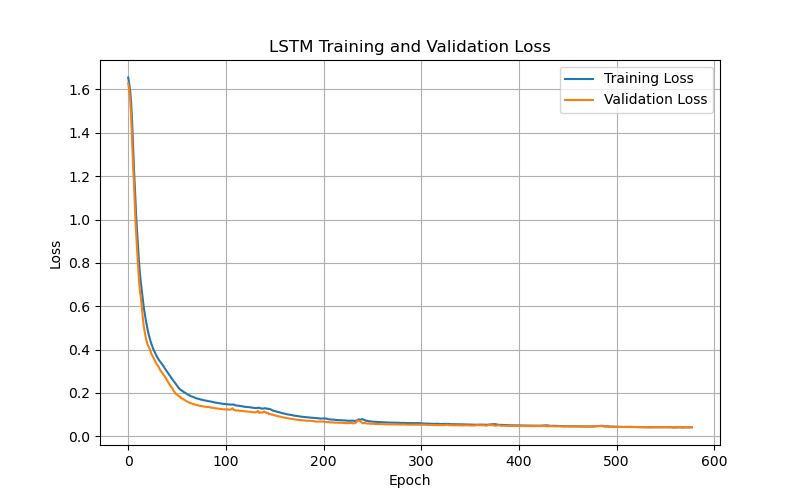 LSTM Training and Validation Loss
Training Loss
Validation Loss
Loss
1.6
1.4
1.2
1.0
0.8
0.6
0.4
0.2
0.0
0 100 200 300 400 500 600
Epoch